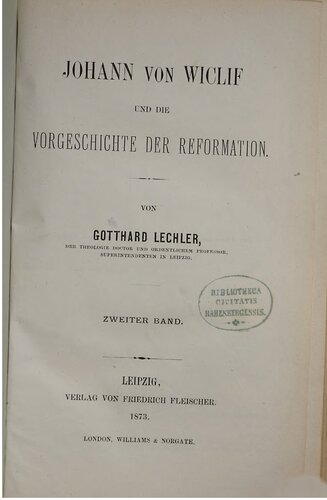 JOHANN VON WICLIF
UND DIE
VORGESCHICHTE DER REFORMATION.
VON
GOTTHARD LECHLER,
DER THEOLOGIE DOCTOR UND ORDENTLICHEM PROFESSOR,
SUPERINTENDENTEN IN LEIPZIG.
BIBLIOTHECA
CIVITATIS
ZWEITER BAND.
LEIPZIG,
VERLAG VON FRIEDRICH FLEISCHER.
1873.
LONDON, WILLIAMS & NORGATE.